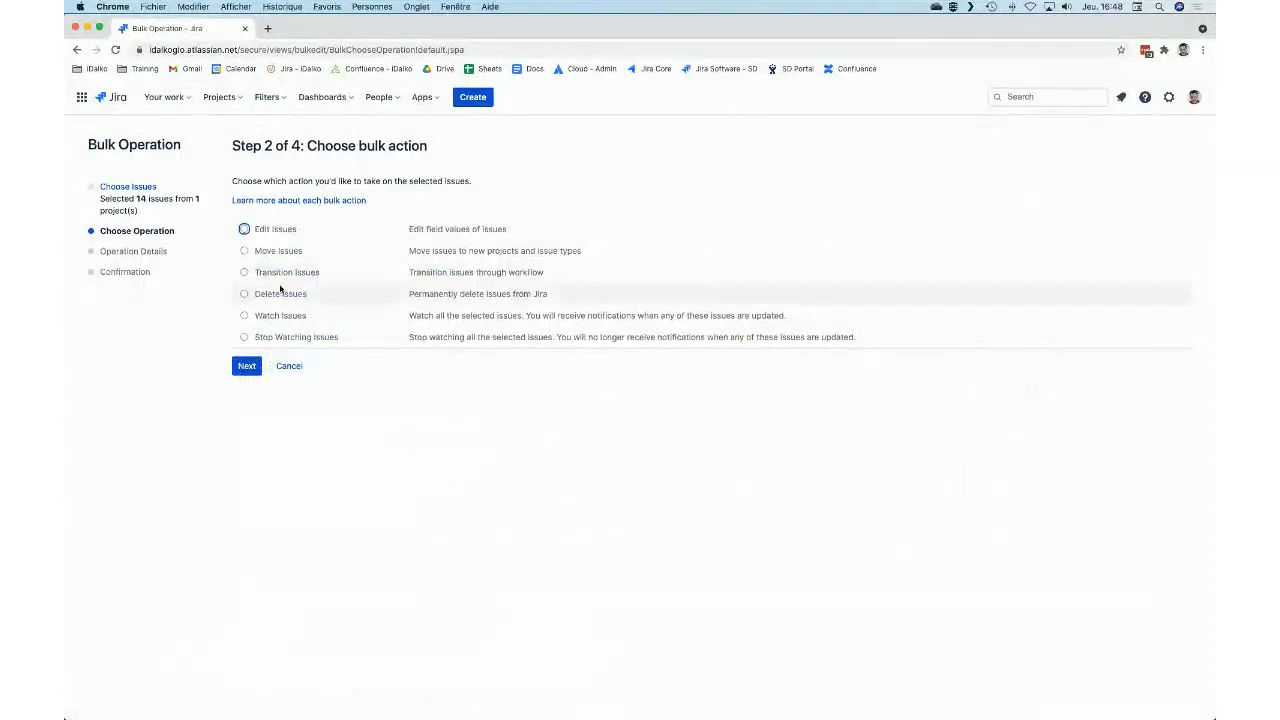 Chrome Fichier Modifier Afficher Historique Favoris Personnes Onglet Fenêtre Aide Jeu. 16:48
Bulk Operation - Jira
idalkogio.atlassian.net/secure/views/bulkedit/BulkChooseOperation!default.jspa
iDalko Training Gmail Calendar Jira - iDalko Confluence - iDalko Drive Sheets Docs Cloud - Admin Jira Core Jira Software - SD SD Portal Confluence
Jira Your work Projects Filters Dashboards People Apps Create Search
Bulk Operation
Choose Issues
Selected 14 issues from 1
project(s)
Choose Operation
Operation Details
Confirmation
Step 2 of 4: Choose bulk action
Choose which action you'd like to take on the selected issues.
Learn more about each bulk action
Edit Issues Edit field values of issues
Move Issues Move issues to new projects and issue types
Transition Issues Transition issues through workflow
Delete Issues Permanently delete issues from Jira
Watch Issues Watch all the selected issues. You will receive notifications when any of these issues are updated.
Stop Watching Issues Stop watching all the selected issues. You will no longer receive notifications when any of these issues are updated.
Next Cancel